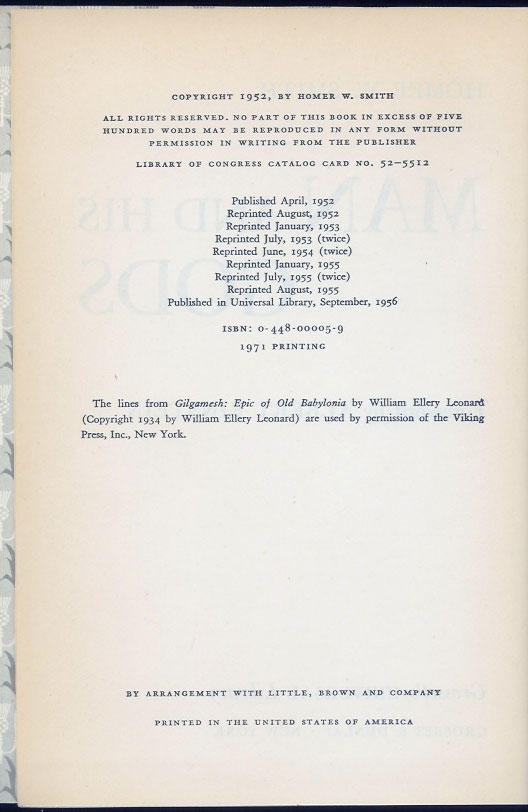 COPYRIGHT 1952, BY HOMER W. SMITH
ALL RIGHTS RESERVED. NO PART OF THIS BOOK IN EXCESS OF FIVE
HUNDRED WORDS MAY BE REPRODUCED IN ANY FORM WITHOUT
PERMISSION IN WRITING FROM THE PUBLISHER
LIBRARY OF CONGRESS CATALOG CARD NO. 52–5512
Published April, 1952
Reprinted August, 1952
Reprinted January, 1953
Reprinted July, 1953 (twice)
Reprinted June, 1954 (twice)
Reprinted January, 1955
Reprinted July, 1955 (twice)
Reprinted August, 1955
Published in Universal Library, September, 1956
ISBN: 0-448-00005-9
1971 PRINTING
The lines from Gilgamesh: Epic of Old Babylonia by William Ellery Leonard
(Copyright 1934 by William Ellery Leonard) are used by permission of the Viking
Press, Inc., New York.
BY ARRANGEMENT WITH LITTLE, BROWN AND COMPANY
PRINTED IN THE UNITED STATES OF AMERICA